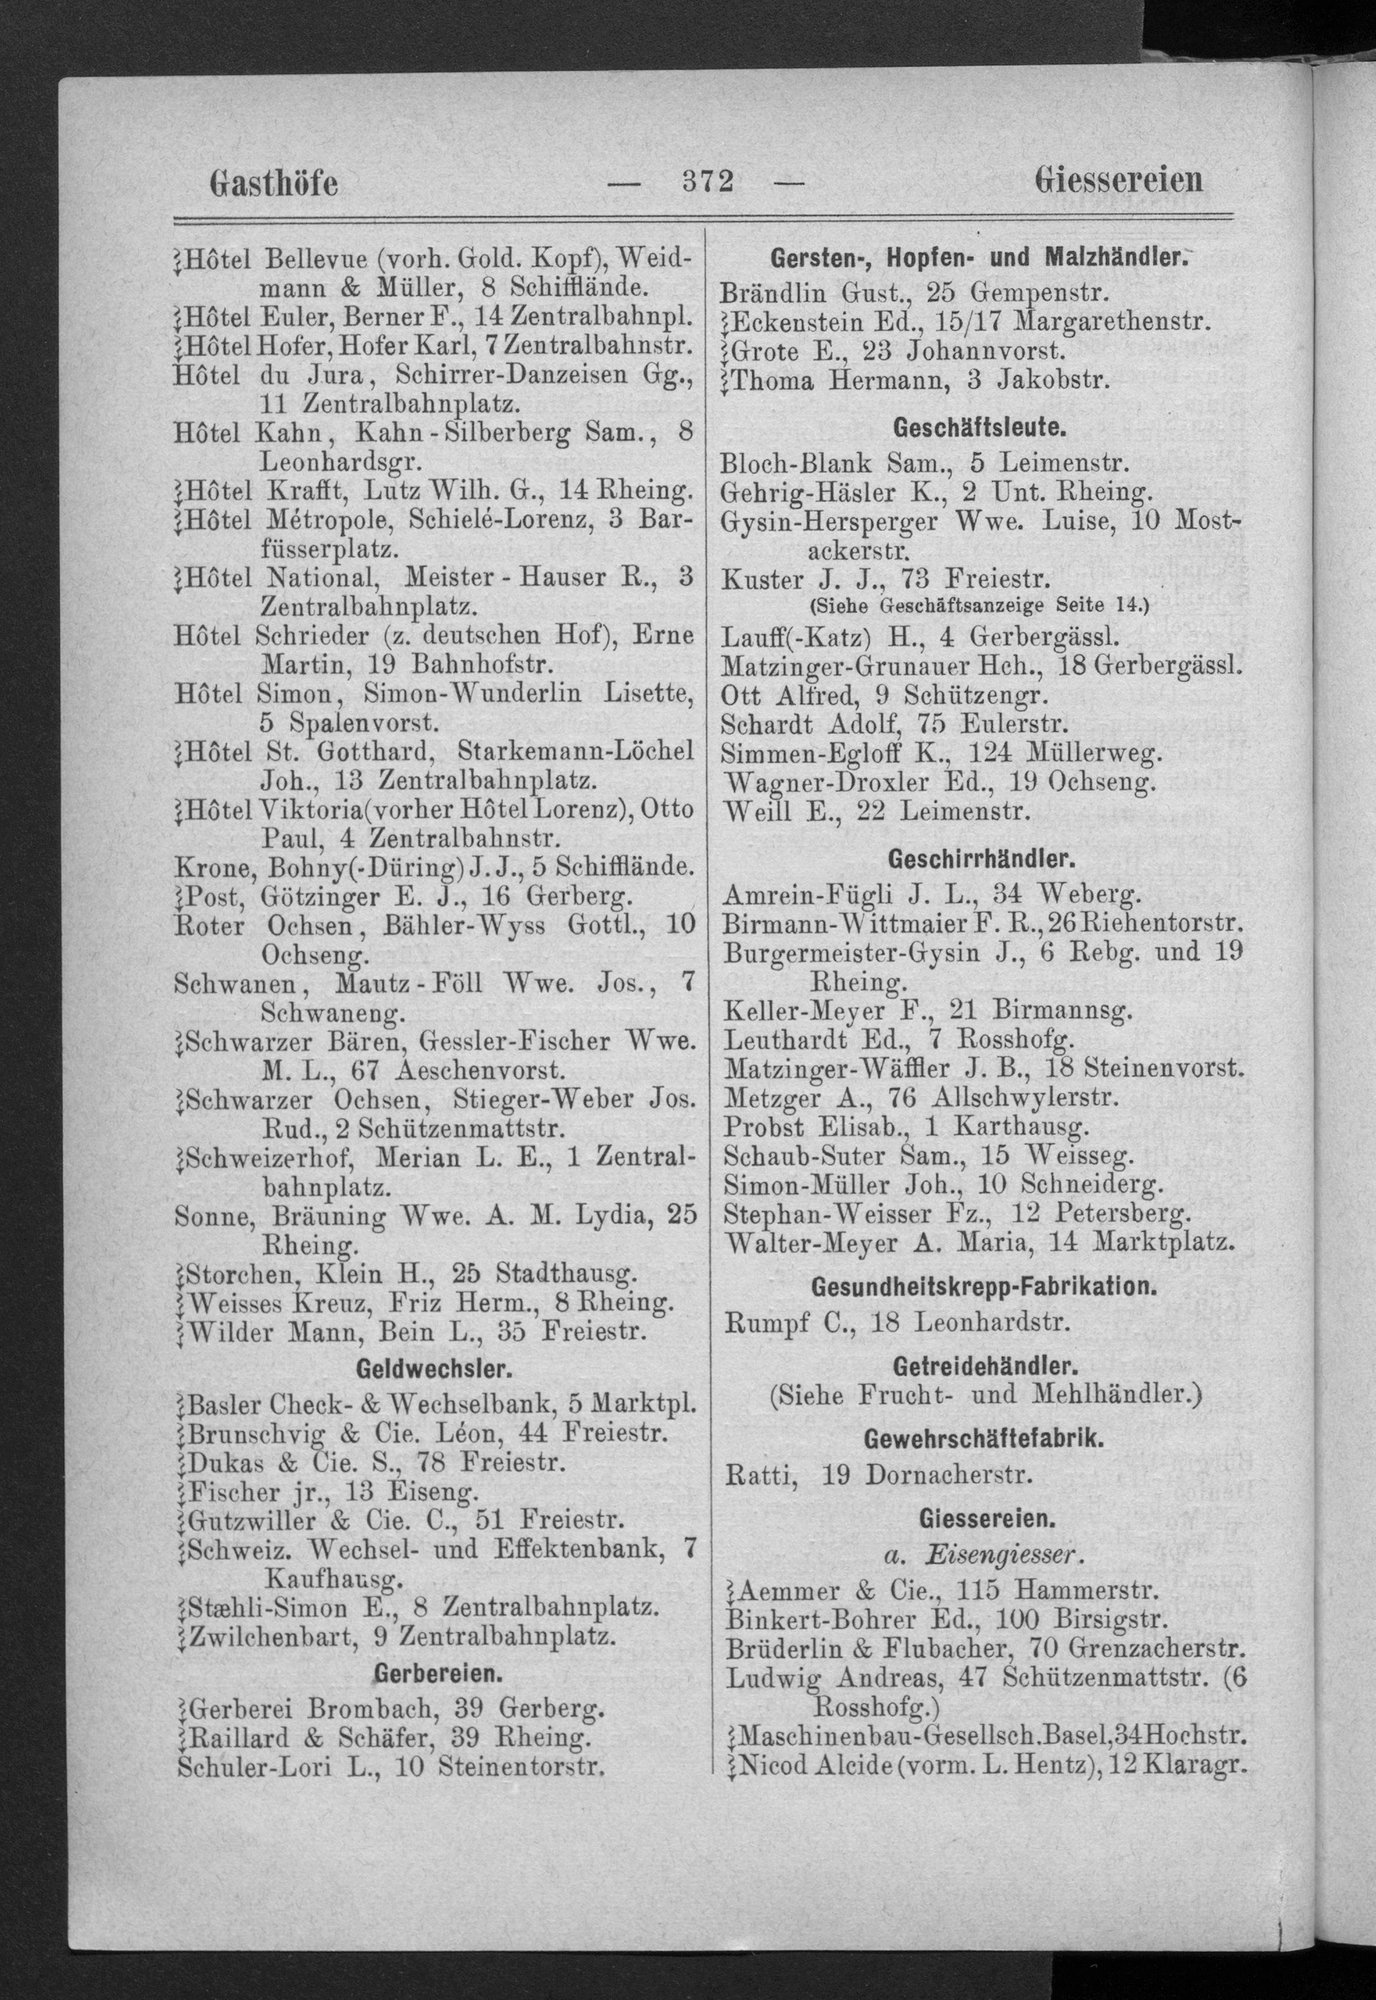 Gasthöfe — 372 — Giessereien
⸾Hôtel Bellevue (vorh. Gold. Kopf), Weid-
mann & Müller, 8 Schifflände.
⸾Hôtel Euler, Berner F., 14 Zentralbahnpl.
⸾Hôtel Hofer, Hofer Karl, 7 Zentralbahnstr.
Hôtel du Jura, Schirrer-Danzeisen Gg.,
11 Zentralbahnplatz.
Hôtel Kahn, Kahn-Silberberg Sam., 8
Leonhardsgr.
⸾Hôtel Krafft, Lutz Wilh. G., 14 Rheing.
⸾Hôtel Métropole, Schielé-Lorenz, 3 Bar-
füsserplatz.
⸾Hôtel National, Meister-Hauser R., 3
Zentralbahnplatz.
Hôtel Schrieder (z. deutschen Hof), Erne
Martin, 19 Bahnhofstr.
Hôtel Simon, Simon-Wunderlin Lisette,
5 Spalenvorst.
⸾Hôtel St. Gotthard, Starkemann-Löchel
Joh., 13 Zentralbahnplatz.
⸾Hôtel Viktoria (vorher Hôtel Lorenz), Otto
Paul, 4 Zentralbahnstr.
Krone, Bohny(-Düring) J. J., 5 Schifflände.
⸾Post, Götzinger E. J., 16 Gerberg.
Roter Ochsen, Bähler-Wyss Gottl., 10
Ochseng.
Schwanen, Mautz-Föll Wwe. Jos., 7
Schwaneng.
⸾Schwarzer Bären, Gessler-Fischer Wwe.
M. L., 67 Aeschenvorst.
⸾Schwarzer Ochsen, Stieger-Weber Jos.
Rud., 2 Schützenmattstr.
⸾Schweizerhof, Merian L. E., 1 Zentral-
bahnplatz.
Sonne, Bräuning Wwe. A. M. Lydia, 25
Rheing.
⸾Storchen, Klein H., 25 Stadthausg.
⸾Weisses Kreuz, Friz Herm., 8 Rheing.
⸾Wilder Mann, Bein L., 35 Freiestr.
Geldwechsler.
⸾Basler Check- & Wechselbank, 5 Marktpl.
⸾Brunschvig & Cie. Léon, 44 Freiestr.
⸾Dukas & Cie. S., 78 Freiestr.
⸾Fischer jr., 13 Eiseng.
⸾Gutzwiller & Cie. C., 51 Freiestr.
⸾Schweiz. Wechsel- und Effektenbank, 7
Kaufhausg.
⸾Stæhli-Simon E., 8 Zentralbahnplatz.
⸾Zwilchenbart, 9 Zentralbahnplatz.
Gerbereien.
⸾Gerberei Brombach, 39 Gerberg.
⸾Raillard & Schäfer, 39 Rheing.
Schuler-Lori L., 10 Steinentorstr.
Gersten-, Hopfen- und Malzhändler.
Brändlin Gust., 25 Gempenstr.
⸾Eckenstein Ed., 15/17 Margarethenstr.
⸾Grote E., 23 Johannvorst.
⸾Thoma Hermann, 3 Jakobstr.
Geschäftsleute.
Bloch-Blank Sam., 5 Leimenstr.
Gehrig-Häsler K., 2 Unt. Rheing.
Gysin-Hersperger Wwe. Luise, 10 Most-
ackerstr.
Kuster J. J., 73 Freiestr.
(Siehe Geschäftsanzeige Seite 14.)
Lauff(-Katz) H., 4 Gerbergässl.
Matzinger-Grunauer Hch., 18 Gerbergässl.
Ott Alfred, 9 Schützengr.
Schardt Adolf, 75 Eulerstr.
Simmen-Egloff K., 124 Müllerweg.
Wagner-Droxler Ed., 19 Ochseng.
Weill E., 22 Leimenstr.
Geschirrhändler.
Amrein-Fügli J. L., 34 Weberg.
Birmann-Wittmaier F. R., 26 Riehentorstr.
Burgermeister-Gysin J., 6 Rebg. und 19
Rheing.
Keller-Meyer F., 21 Birmannsg.
Leuthardt Ed., 7 Rosshofg.
Matzinger-Wäffler J. B., 18 Steinenvorst.
Metzger A., 76 Allschwylerstr.
Probst Elisab., 1 Karthausg.
Schaub-Suter Sam., 15 Weisseg.
Simon-Müller Joh., 10 Schneiderg.
Stephan-Weisser Fz., 12 Petersberg.
Walter-Meyer A. Maria, 14 Marktplatz.
Gesundheitskrepp-Fabrikation.
Rumpf C., 18 Leonhardstr.
Getreidehändler.
(Siehe Frucht- und Mehlhändler.)
Gewehrschäftefabrik.
Ratti, 19 Dornacherstr.
Giessereien.
a. Eisengiesser.
⸾Aemmer & Cie., 115 Hammerstr.
Binkert-Bohrer Ed., 100 Birsigstr.
Brüderlin & Flubacher, 70 Grenzacherstr.
Ludwig Andreas, 47 Schützenmattstr. (6
Rosshofg.)
⸾Maschinenbau-Gesellsch. Basel, 34 Hochstr.
⸾Nicod Alcide (vorm. L. Hentz), 12 Klaragr.